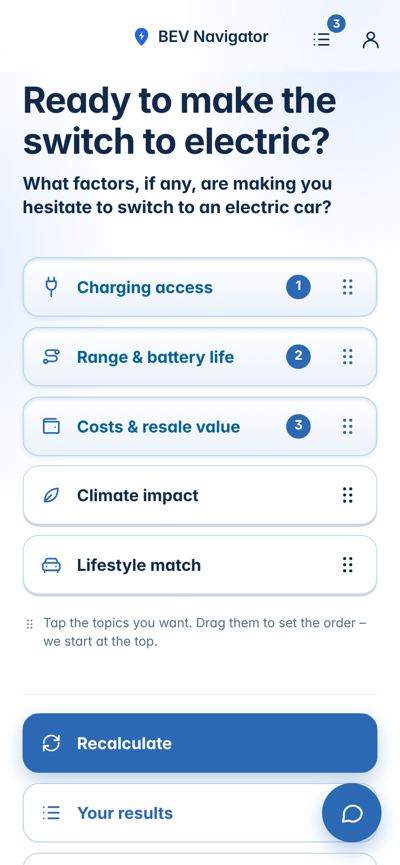 BEV Navigator
3
Ready to make the
switch to electric?
What factors, if any, are making you
hesitate to switch to an electric car?
Charging access 1
Range & battery life 2
Costs & resale value 3
Climate impact
Lifestyle match
Tap the topics you want. Drag them to set the order –
we start at the top.
Recalculate
Your results